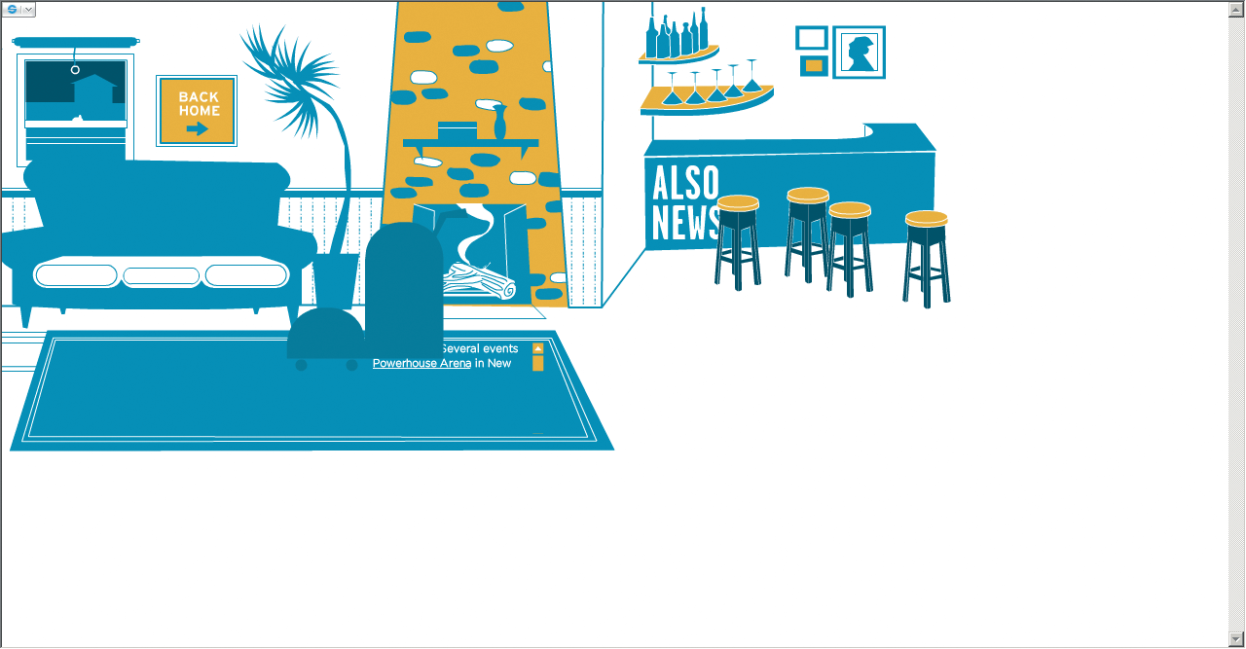 BACK
HOME
ALSO
NEWS
Several events
Powerhouse Arena in New